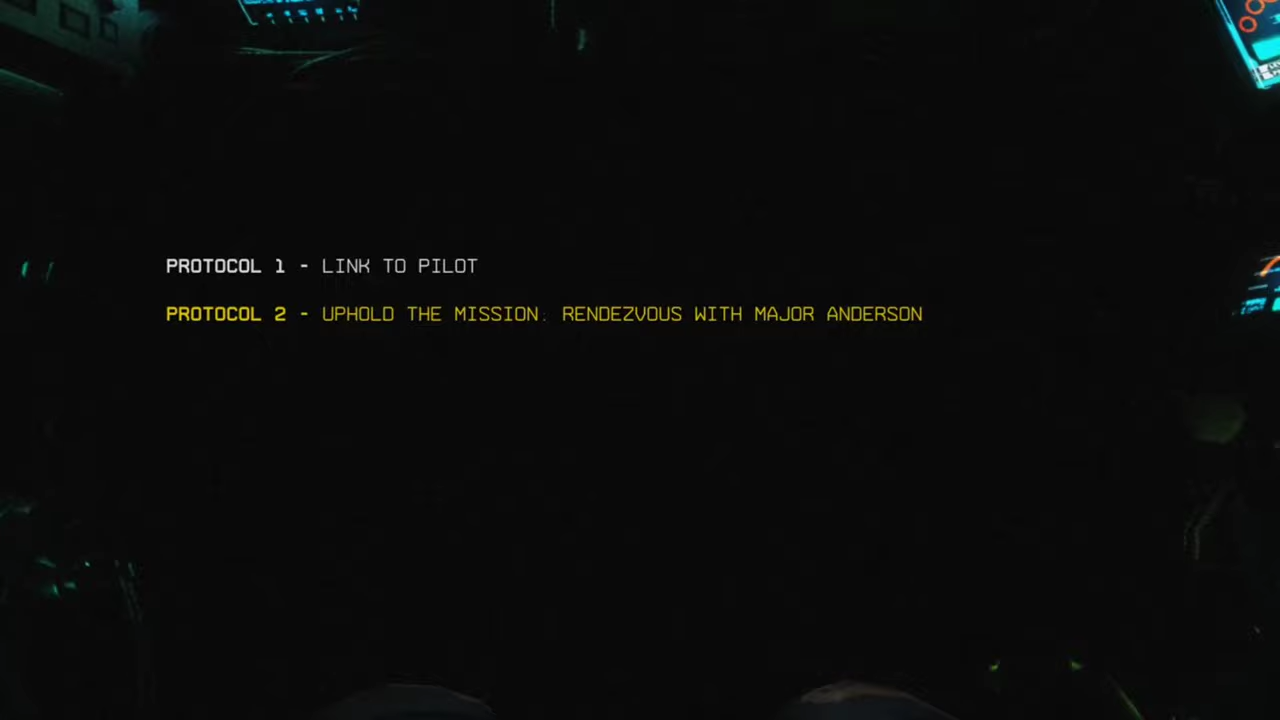 PROTOCOL 1 - LINK TO PILOT
PROTOCOL 2 - UPHOLD THE MISSION. RENDEZVOUS WITH MAJOR ANDERSON